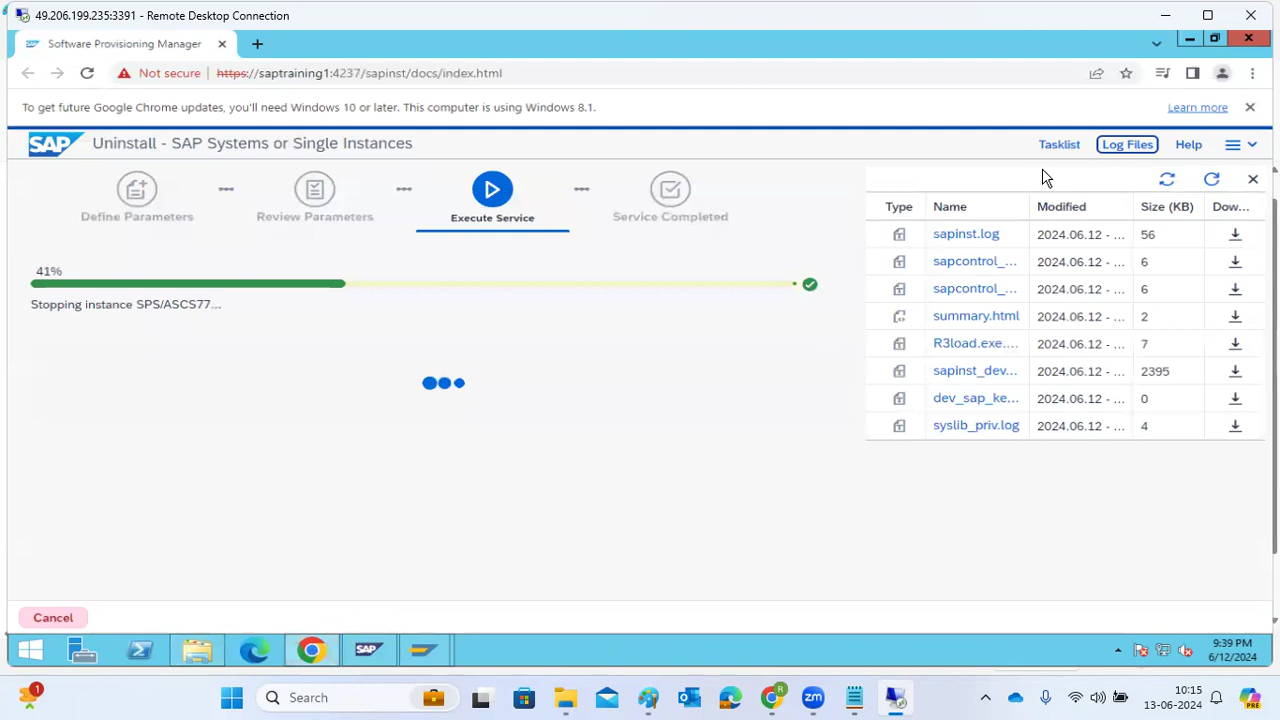 49.206.199.235:3391 - Remote Desktop Connection
Software Provisioning Manager
Not secure https://saptraining1:4237/sapinst/docs/index.html
To get future Google Chrome updates, you'll need Windows 10 or later. This computer is using Windows 8.1. Learn more
SAP Uninstall - SAP Systems or Single Instances Tasklist Log Files Help
Define Parameters Review Parameters Execute Service Service Completed
41%
Stopping instance SPS/ASCS77...
Type Name Modified Size (KB) Dow...
sapinst.log 2024.06.12 - ... 56
sapcontrol_... 2024.06.12 - ... 6
sapcontrol_... 2024.06.12 - ... 6
summary.html 2024.06.12 - ... 2
R3load.exe.... 2024.06.12 - ... 7
sapinst_dev... 2024.06.12 - ... 2395
dev_sap_ke... 2024.06.12 - ... 0
syslib_priv.log 2024.06.12 - ... 4
Cancel
SAP
9:39 PM
6/12/2024
1
Search
R
zm
PRE
10:15
13-06-2024